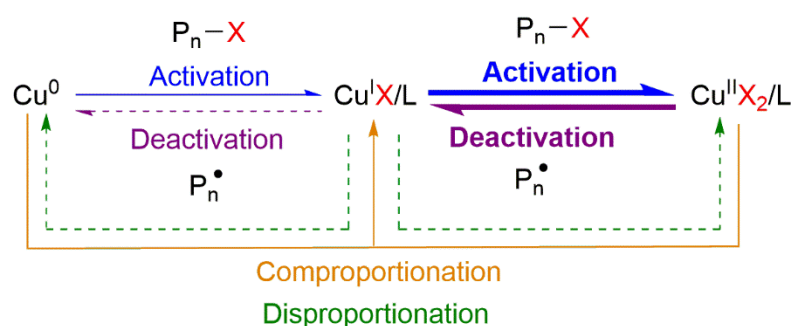 Pn−X Pn−X
Activation Activation
Cu⁰ CuᴵX/L CuᴵᴵX₂/L
Deactivation Deactivation
Pn• Pn•
Comproportionation
Disproportionation